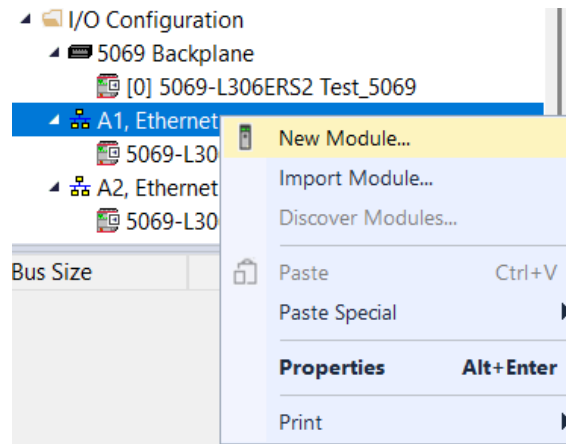 I/O Configuration
5069 Backplane
[0] 5069-L306ERS2 Test_5069
A1, Ethernet
5069-L30
A2, Ethernet
5069-L30
Bus Size
New Module...
Import Module...
Discover Modules...
Paste Ctrl+V
Paste Special
Properties Alt+Enter
Print